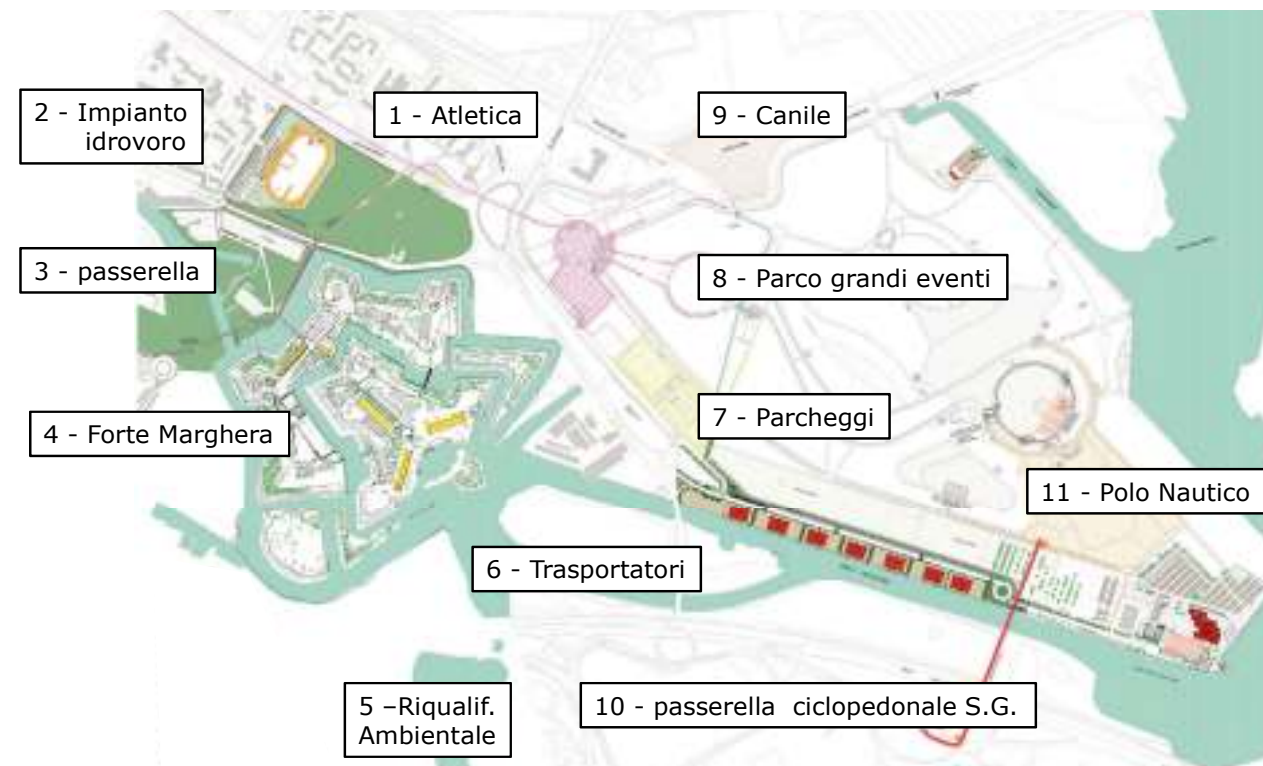 2 - Impianto
idrovoro
1 - Atletica
9 - Canile
3 - passerella
8 - Parco grandi eventi
4 - Forte Marghera
7 - Parcheggi
11 - Polo Nautico
6 - Trasportatori
5 –Riqualif.
Ambientale
10 - passerella ciclopedonale S.G.